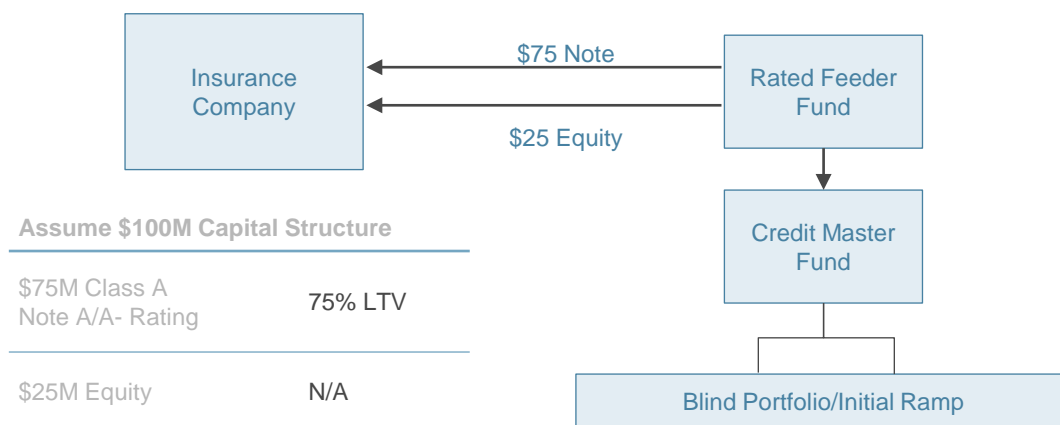 Insurance
Company
$75 Note
$25 Equity
Rated Feeder
Fund
Credit Master
Fund
Blind Portfolio/Initial Ramp
Assume $100M Capital Structure
$75M Class A
Note A/A- Rating
75% LTV
$25M Equity
N/A